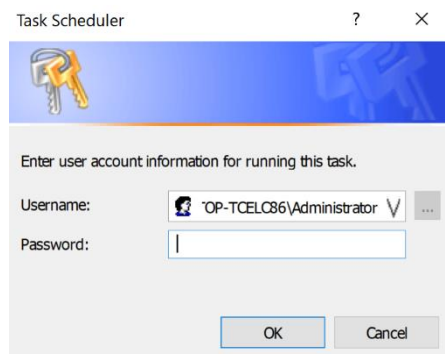 Task Scheduler ? ×
Enter user account information for running this task.
Username: OP-TCELC86\Administrator ...
Password:
OK Cancel